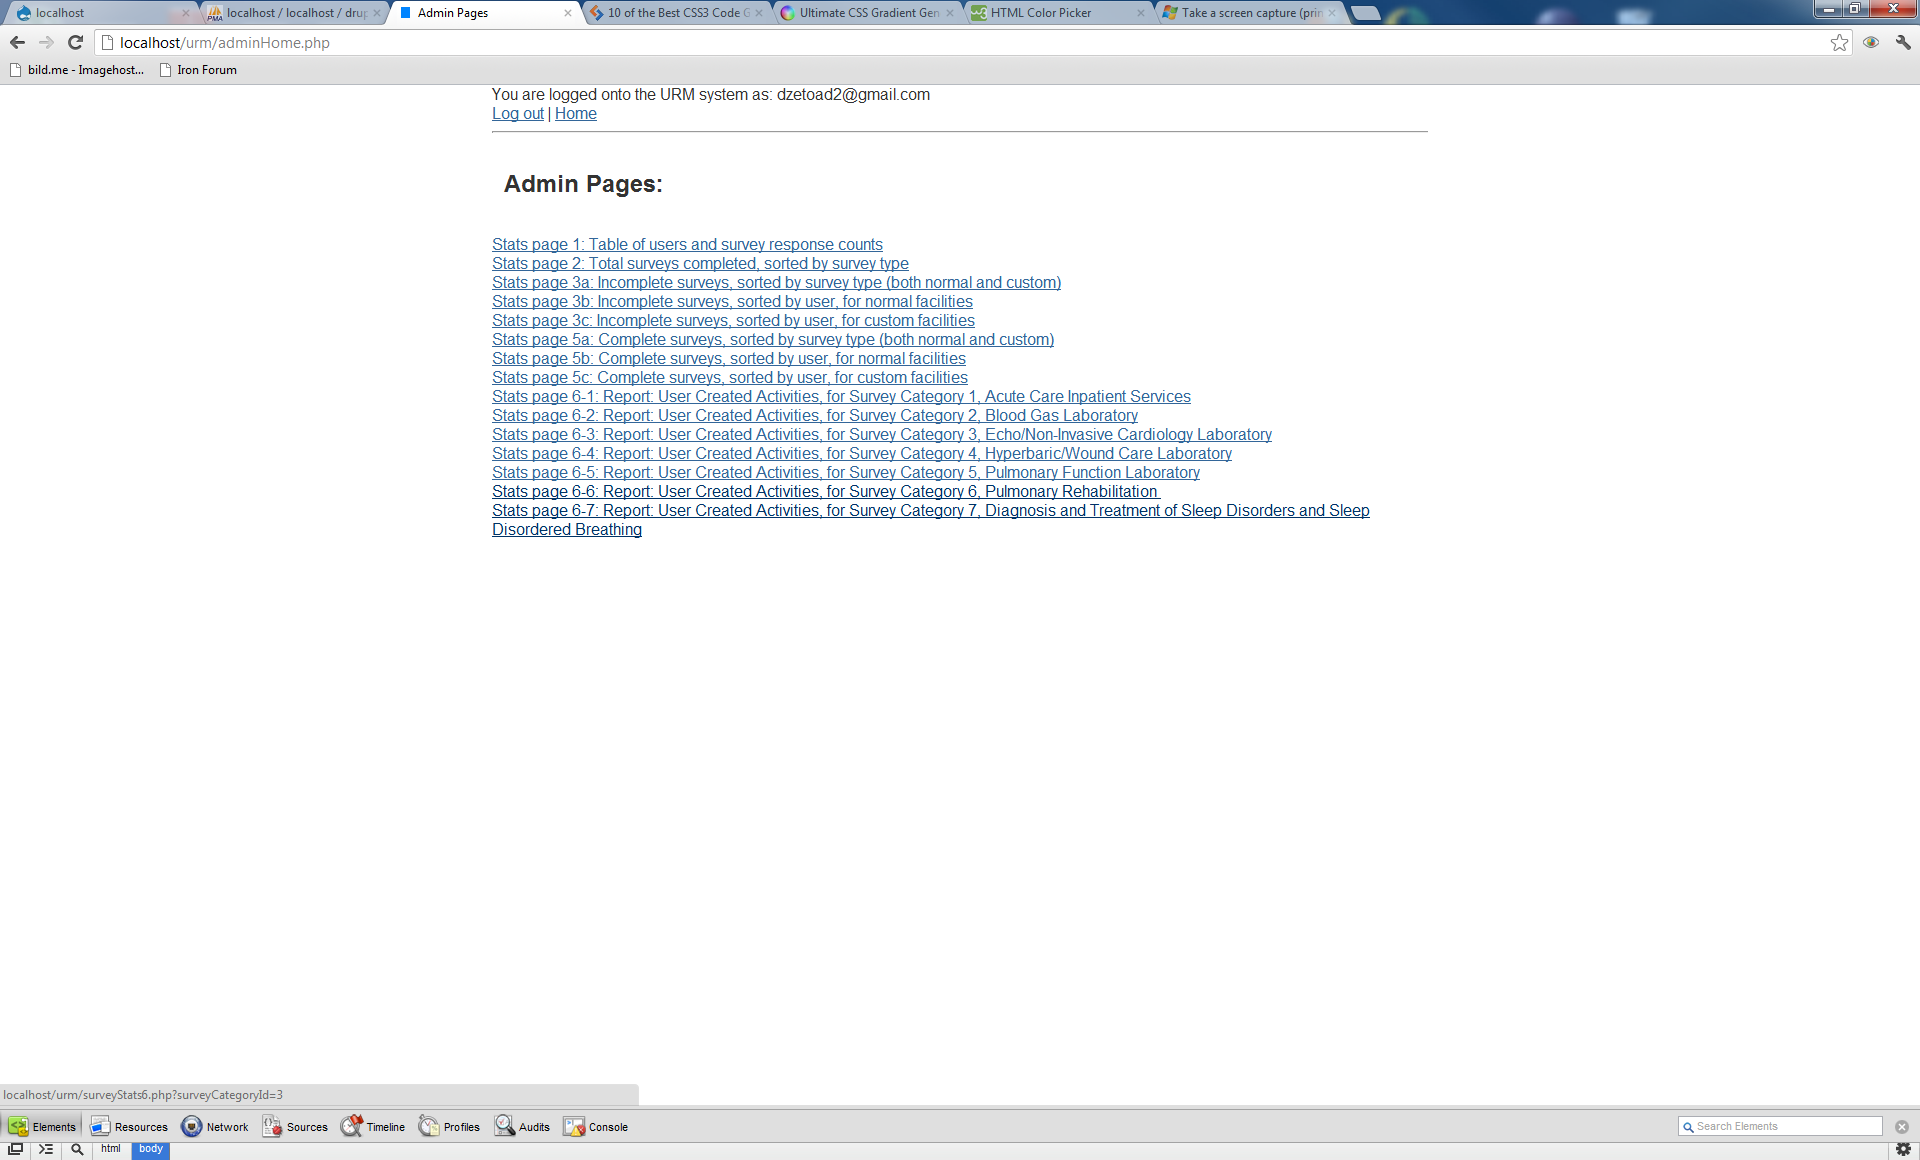 localhost
localhost / localhost / drup
Admin Pages
10 of the Best CSS3 Code G
Ultimate CSS Gradient Gen
HTML Color Picker
Take a screen capture (prin
localhost/urm/adminHome.php
bild.me - Imagehost...
Iron Forum
You are logged onto the URM system as: dzetoad2@gmail.com
Log out | Home
Admin Pages:
Stats page 1: Table of users and survey response counts
Stats page 2: Total surveys completed, sorted by survey type
Stats page 3a: Incomplete surveys, sorted by survey type (both normal and custom)
Stats page 3b: Incomplete surveys, sorted by user, for normal facilities
Stats page 3c: Incomplete surveys, sorted by user, for custom facilities
Stats page 5a: Complete surveys, sorted by survey type (both normal and custom)
Stats page 5b: Complete surveys, sorted by user, for normal facilities
Stats page 5c: Complete surveys, sorted by user, for custom facilities
Stats page 6-1: Report: User Created Activities, for Survey Category 1, Acute Care Inpatient Services
Stats page 6-2: Report: User Created Activities, for Survey Category 2, Blood Gas Laboratory
Stats page 6-3: Report: User Created Activities, for Survey Category 3, Echo/Non-Invasive Cardiology Laboratory
Stats page 6-4: Report: User Created Activities, for Survey Category 4, Hyperbaric/Wound Care Laboratory
Stats page 6-5: Report: User Created Activities, for Survey Category 5, Pulmonary Function Laboratory
Stats page 6-6: Report: User Created Activities, for Survey Category 6, Pulmonary Rehabilitation
Stats page 6-7: Report: User Created Activities, for Survey Category 7, Diagnosis and Treatment of Sleep Disorders and Sleep
Disordered Breathing
localhost/urm/surveyStats6.php?surveyCategoryId=3
Elements Resources Network Sources Timeline Profiles Audits Console Search Elements
html body